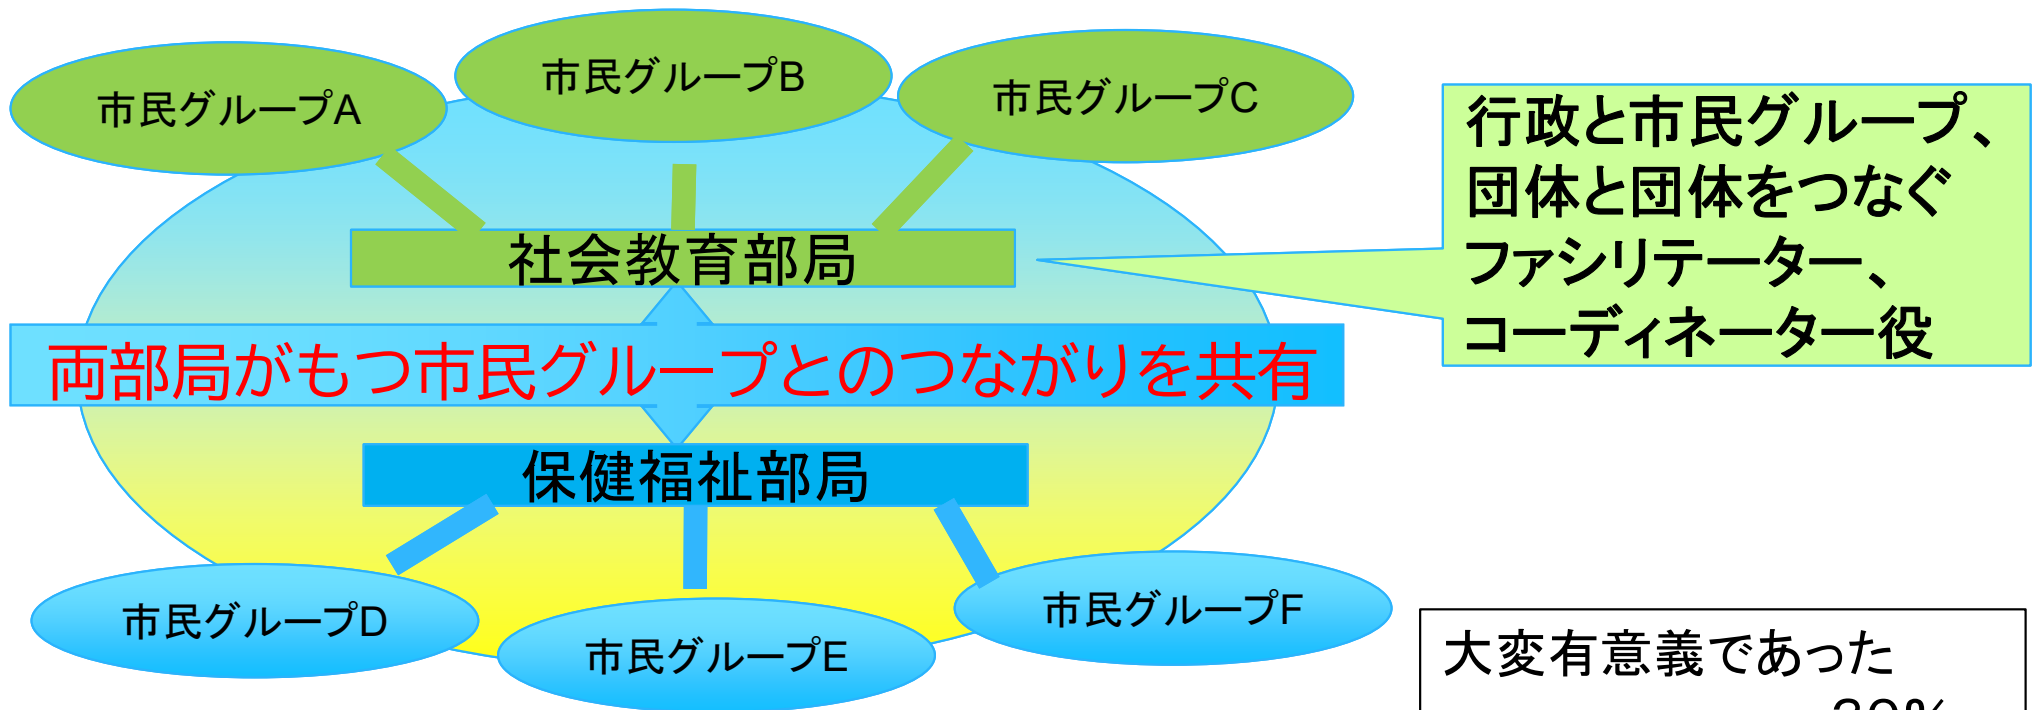 市民グループA
市民グループB
市民グループC
社会教育部局
両部局がもつ市民グループとのつながりを共有
保健福祉部局
市民グループD
市民グループE
市民グループF
行政と市民グループ、
団体と団体をつなぐ
ファシリテーター、
コーディネーター役
大変有意義であった